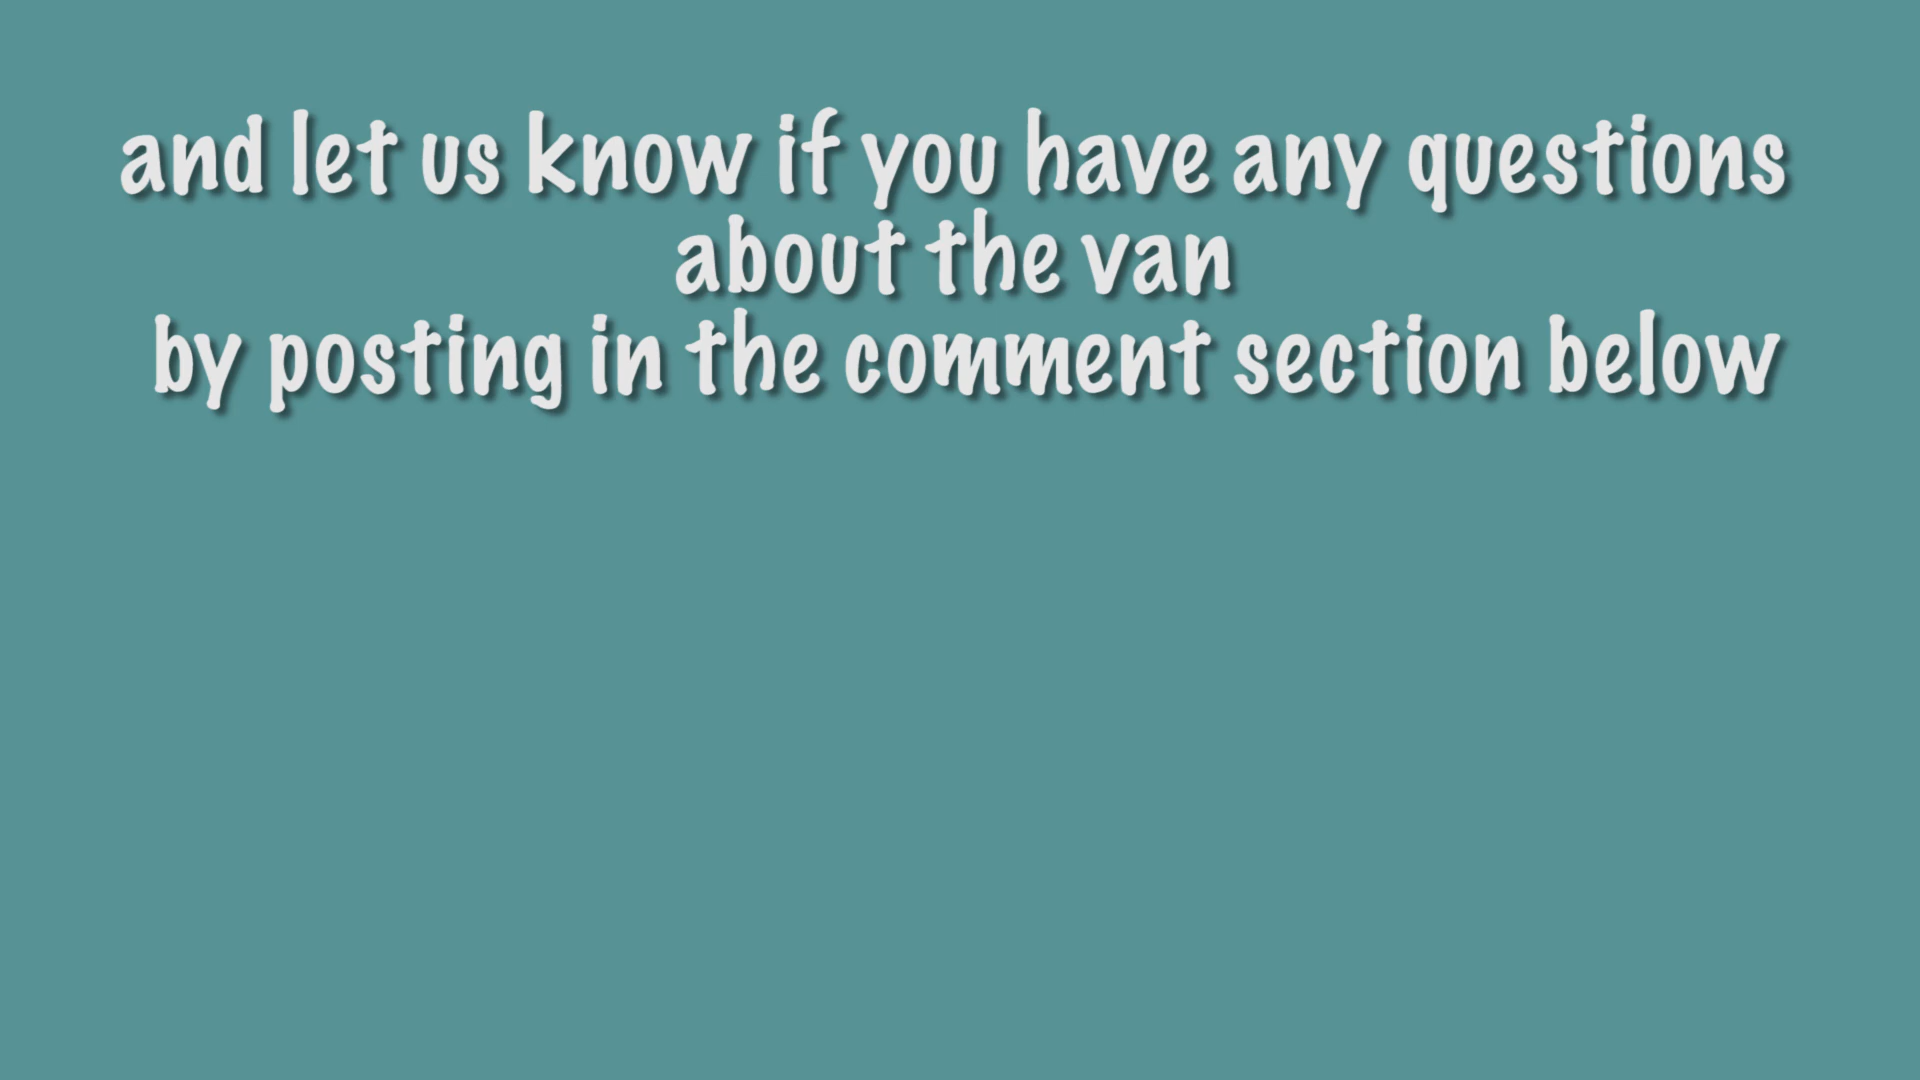 and let us know if you have any questions
about the van
by posting in the comment section below